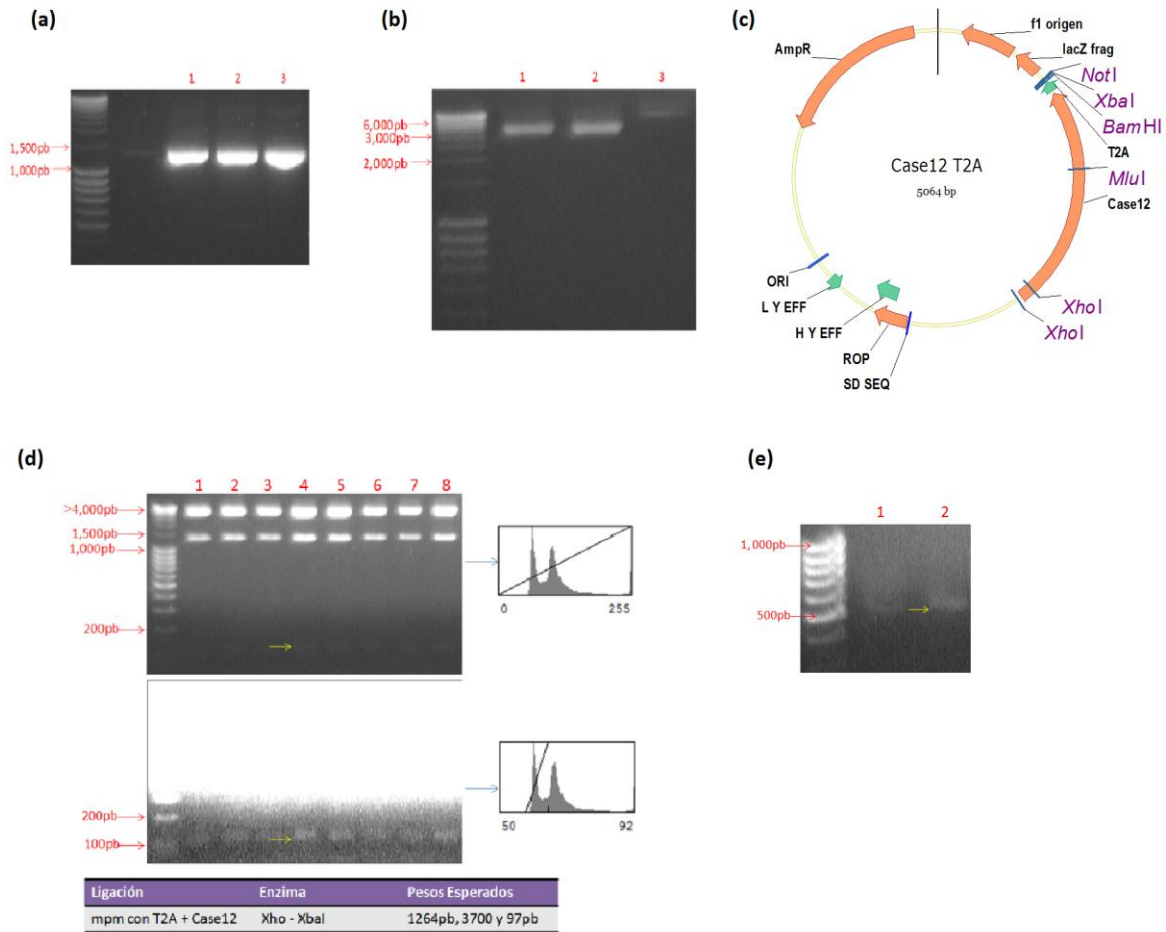 (a)
1 2 3
1,500pb
1,000pb
(b)
1 2 3
6,000pb
3,000pb
2,000pb
(c)
f1 origen
AmpR
lacZ frag
NotI
XbaI
BamHI
T2A
MluI
Case12
Case12 T2A
5064 bp
ORI
L Y EFF
H Y EFF
ROP
SD SEQ
XhoI
XhoI
(d)
1 2 3 4 5 6 7 8
>4,000pb
1,500pb
1,000pb
200pb
0 255
200pb
100pb
50 92
Ligación Enzima Pesos Esperados
mpm con T2A + Case12 Xho - XbaI 1264pb, 3700 y 97pb
(e)
1 2
1,000pb
500pb